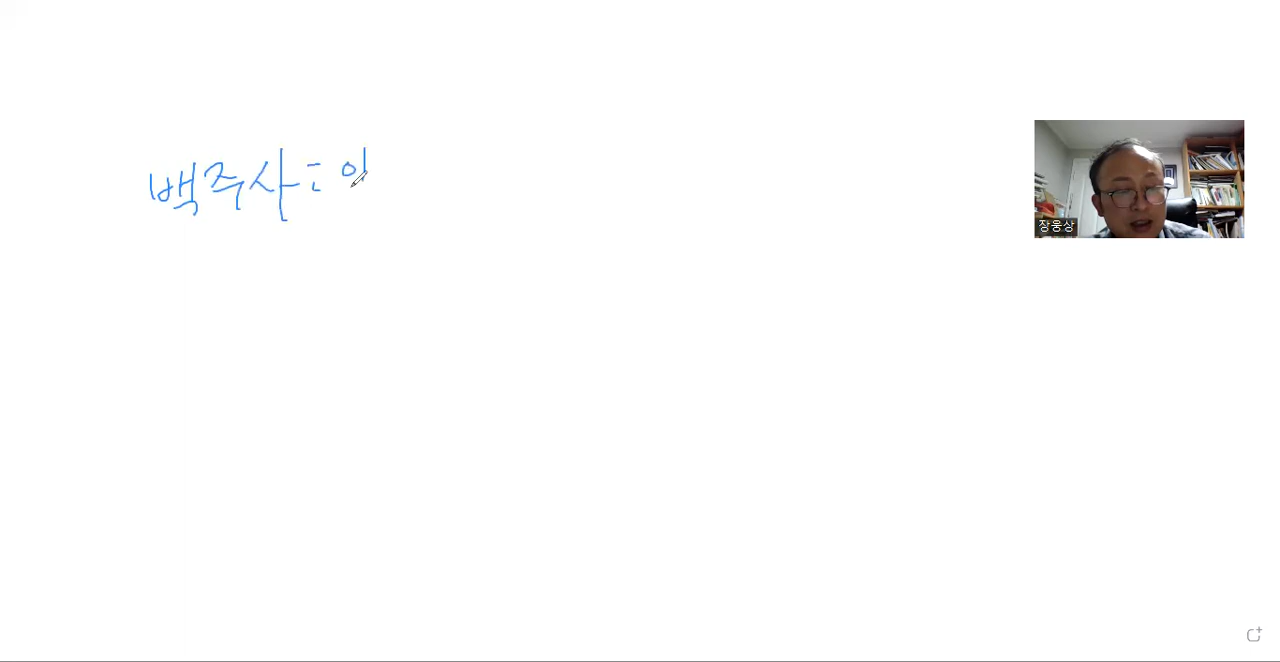 백주사 = 이
장웅상